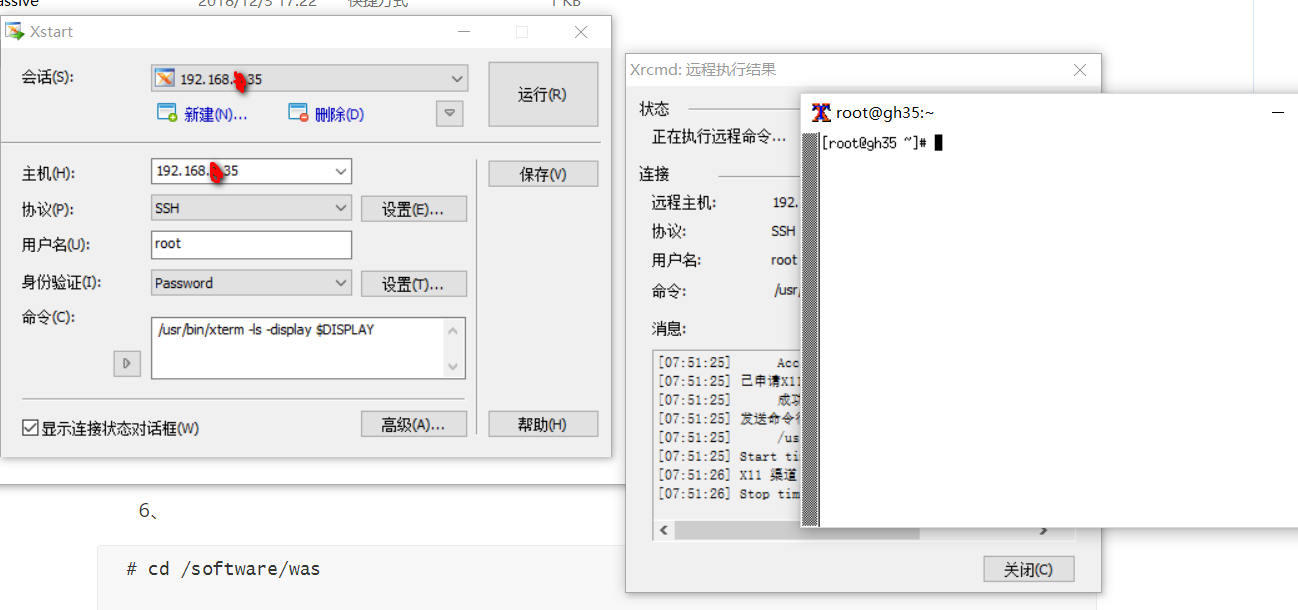 2018/12/3 17:22 快捷方式 1 KB
Xstart
会话(S):
192.168. 35
运行(R)
新建(N)...
删除(D)
主机(H):
192.168. 35
保存(V)
协议(P):
SSH
设置(E)...
用户名(U):
root
身份验证(I):
Password
设置(T)...
命令(C):
/usr/bin/xterm -ls -display $DISPLAY
显示连接状态对话框(W)
高级(A)...
帮助(H)
Xrcmd: 远程执行结果
状态
正在执行远程命令...
连接
远程主机: 192.
协议: SSH
用户名: root
命令: /usr/
消息:
[07:51:25] Acc
[07:51:25] 已申请X11
[07:51:25] 成功
[07:51:25] 发送命令行
[07:51:25] /us
[07:51:25] Start ti
[07:51:26] X11 渠道
[07:51:26] Stop tim
关闭(C)
root@gh35:~
[root@gh35 ~]#
6、
# cd /software/was